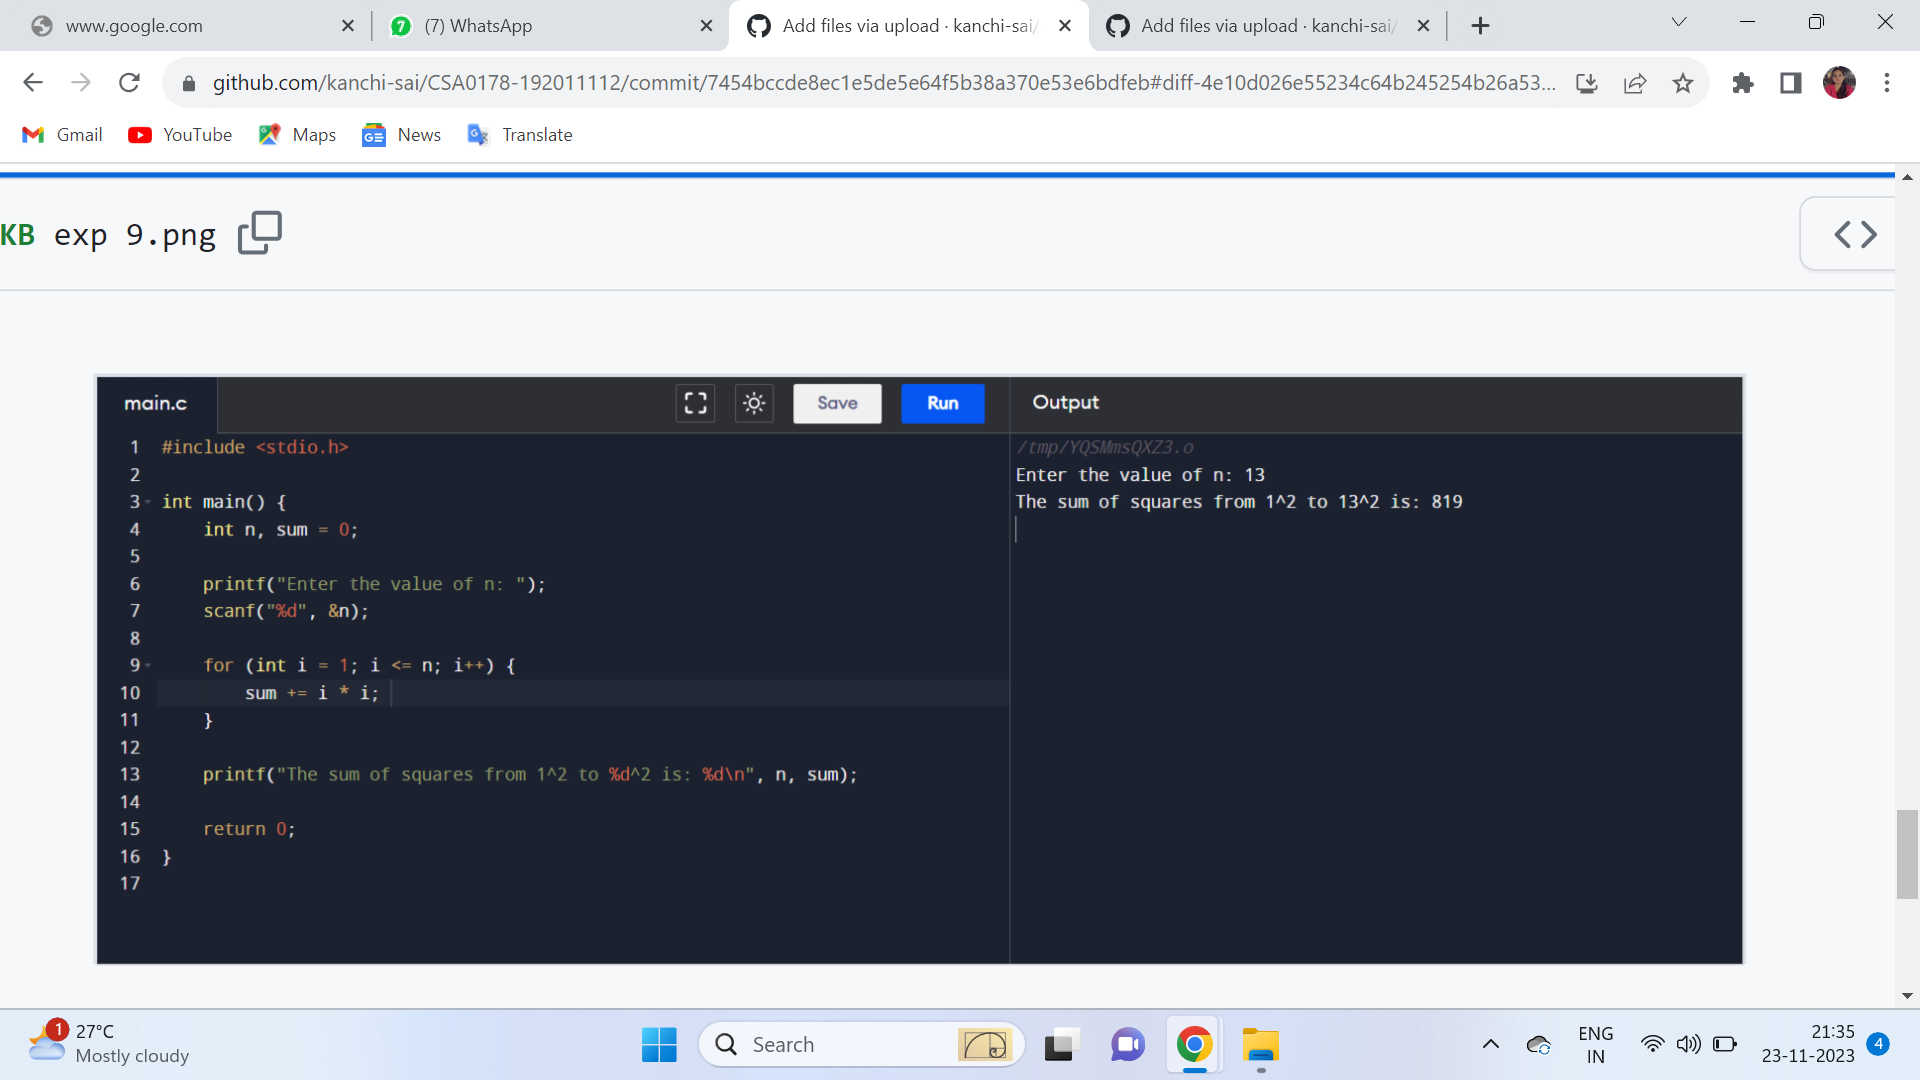 www.google.com
(7) WhatsApp
Add files via upload · kanchi-sai/
Add files via upload · kanchi-sai/
github.com/kanchi-sai/CSA0178-192011112/commit/7454bccde8ec1e5de5e64f5b38a370e53e6bdfeb#diff-4e10d026e55234c64b245254b26a53...
Gmail
YouTube
Maps
News
Translate
KB exp 9.png
main.c
Save
Run
Output
1 #include <stdio.h>
2
3 int main() {
4 int n, sum = 0;
5
6 printf("Enter the value of n: ");
7 scanf("%d", &n);
8
9 for (int i = 1; i <= n; i++) {
10 sum += i * i;
11 }
12
13 printf("The sum of squares from 1^2 to %d^2 is: %d\n", n, sum);
14
15 return 0;
16 }
17
/tmp/YQSMmsQXZ3.o
Enter the value of n: 13
The sum of squares from 1^2 to 13^2 is: 819
1
27°C
Mostly cloudy
Search
ENG
IN
21:35
23-11-2023
4